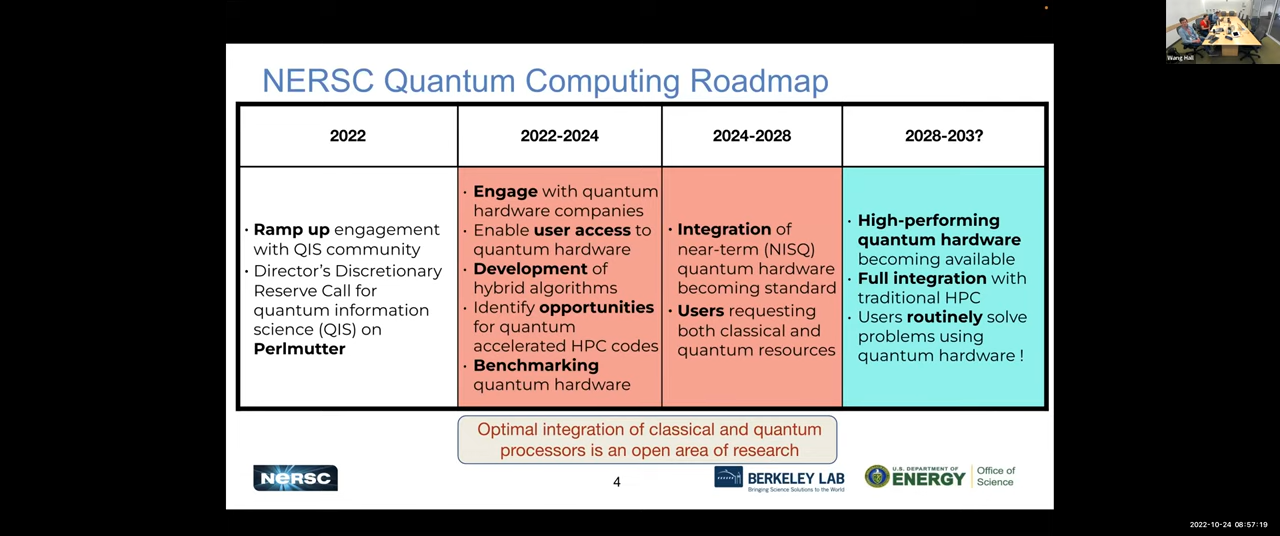 Wang Hall
NERSC Quantum Computing Roadmap
2022
2022-2024
2024-2028
2028-203?
· Ramp up engagement
with QIS community
· Director's Discretionary
Reserve Call for
quantum information
science (QIS) on
Perlmutter
· Engage with quantum
hardware companies
· Enable user access to
quantum hardware
· Development of
hybrid algorithms
· Identify opportunities
for quantum
accelerated HPC codes
· Benchmarking
quantum hardware
· Integration of
near-term (NISQ)
quantum hardware
becoming standard
· Users requesting
both classical and
quantum resources
· High-performing
quantum hardware
becoming available
· Full integration with
traditional HPC
· Users routinely solve
problems using
quantum hardware !
Optimal integration of classical and quantum
processors is an open area of research
NERSC
4
BERKELEY LAB
Bringing Science Solutions to the World
U.S. DEPARTMENT OF
ENERGY
Office of
Science
2022-10-24 08:57:19